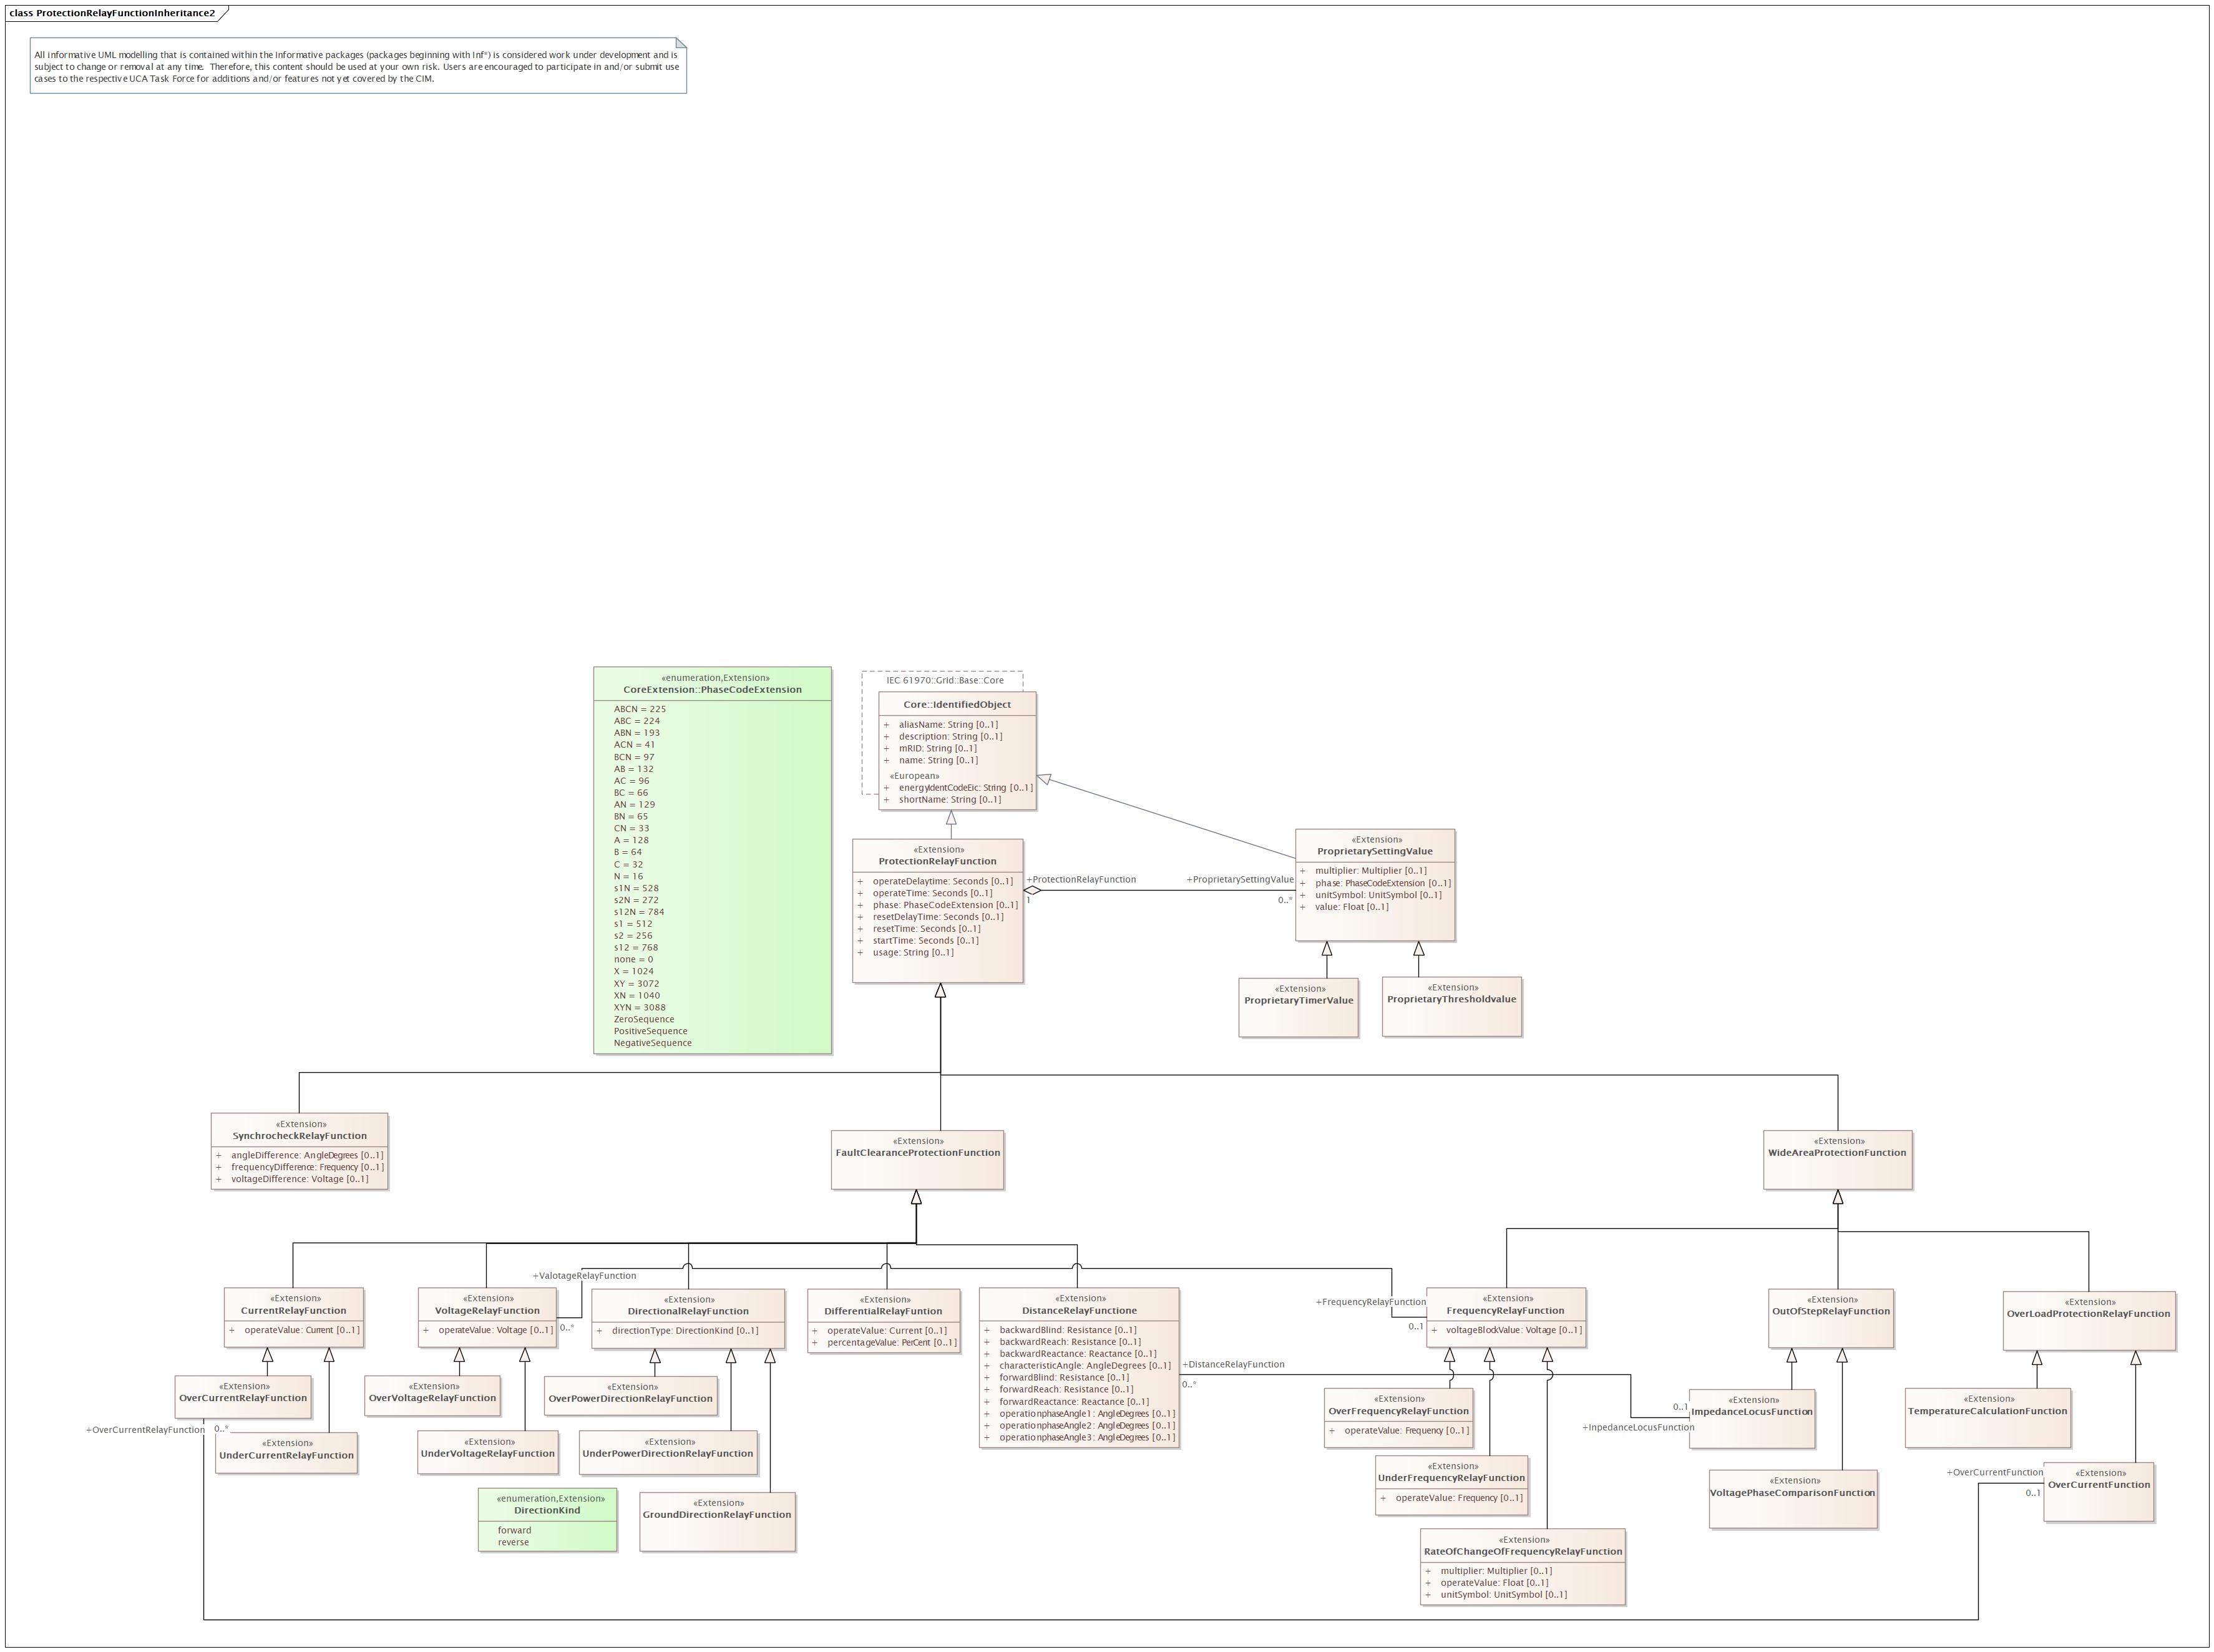 class ProtectionRelayFunctionInheritance2
All informative UML modelling that is contained within the Informative packages (packages beginning with Inf*) is considered work under development and is
subject to change or removal at any time.  Therefore, this content should be used at your own risk. Users are encouraged to participate in and/or submit use
cases to the respective UCA Task Force for additions and/or features not yet covered by the CIM.
«enumeration,Extension»
CoreExtension::PhaseCodeExtension
ABCN = 225
ABC = 224
ABN = 193
ACN = 41
BCN = 97
AB = 132
AC = 96
BC = 66
AN = 129
BN = 65
CN = 33
A = 128
B = 64
C = 32
N = 16
s1N = 528
s2N = 272
s12N = 784
s1 = 512
s2 = 256
s12 = 768
none = 0
X = 1024
XY = 3072
XN = 1040
XYN = 3088
ZeroSequence
PositiveSequence
NegativeSequence
IEC 61970::Grid::Base::Core
Core::IdentifiedObject
+ aliasName: String [0..1]
+ description: String [0..1]
+ mRID: String [0..1]
+ name: String [0..1]
«European»
+ energyIdentCodeEic: String [0..1]
+ shortName: String [0..1]
«Extension»
ProtectionRelayFunction
+ operateDelaytime: Seconds [0..1]
+ operateTime: Seconds [0..1]
+ phase: PhaseCodeExtension [0..1]
+ resetDelayTime: Seconds [0..1]
+ resetTime: Seconds [0..1]
+ startTime: Seconds [0..1]
+ usage: String [0..1]
+ProtectionRelayFunction
1
+ProprietarySettingValue
0..*
«Extension»
ProprietarySettingValue
+ multiplier: Multiplier [0..1]
+ phase: PhaseCodeExtension [0..1]
+ unitSymbol: UnitSymbol [0..1]
+ value: Float [0..1]
«Extension»
ProprietaryTimerValue
«Extension»
ProprietaryThresholdvalue
«Extension»
SynchrocheckRelayFunction
+ angleDifference: AngleDegrees [0..1]
+ frequencyDifference: Frequency [0..1]
+ voltageDifference: Voltage [0..1]
«Extension»
FaultClearanceProtectionFunction
«Extension»
WideAreaProtectionFunction
«Extension»
CurrentRelayFunction
+ operateValue: Current [0..1]
«Extension»
VoltageRelayFunction
+ operateValue: Voltage [0..1]
+ValotageRelayFunction
0..*
«Extension»
DirectionalRelayFunction
+ directionType: DirectionKind [0..1]
«Extension»
DifferentialRelayFuntion
+ operateValue: Current [0..1]
+ percentageValue: PerCent [0..1]
«Extension»
DistanceRelayFunctione
+ backwardBlind: Resistance [0..1]
+ backwardReach: Resistance [0..1]
+ backwardReactance: Reactance [0..1]
+ characteristicAngle: AngleDegrees [0..1]
+ forwardBlind: Resistance [0..1]
+ forwardReach: Resistance [0..1]
+ forwardReactance: Reactance [0..1]
+ operationphaseAngle1: AngleDegrees [0..1]
+ operationphaseAngle2: AngleDegrees [0..1]
+ operationphaseAngle3: AngleDegrees [0..1]
+DistanceRelayFunction
0..*
+FrequencyRelayFunction
0..1
«Extension»
FrequencyRelayFunction
+ voltageBlockValue: Voltage [0..1]
«Extension»
OutOfStepRelayFunction
«Extension»
OverLoadProtectionRelayFunction
«Extension»
OverCurrentRelayFunction
+OverCurrentRelayFunction
0..*
«Extension»
UnderCurrentRelayFunction
«Extension»
OverVoltageRelayFunction
«Extension»
UnderVoltageRelayFunction
«Extension»
OverPowerDirectionRelayFunction
«Extension»
UnderPowerDirectionRelayFunction
«Extension»
GroundDirectionRelayFunction
«enumeration,Extension»
DirectionKind
forward
reverse
«Extension»
OverFrequencyRelayFunction
+ operateValue: Frequency [0..1]
«Extension»
UnderFrequencyRelayFunction
+ operateValue: Frequency [0..1]
«Extension»
RateOfChangeOfFrequencyRelayFunction
+ multiplier: Multiplier [0..1]
+ operateValue: Float [0..1]
+ unitSymbol: UnitSymbol [0..1]
0..1
+InpedanceLocusFunction
«Extension»
ImpedanceLocusFunction
«Extension»
VoltagePhaseComparisonFunction
«Extension»
TemperatureCalculationFunction
+OverCurrentFunction
0..1
«Extension»
OverCurrentFunction